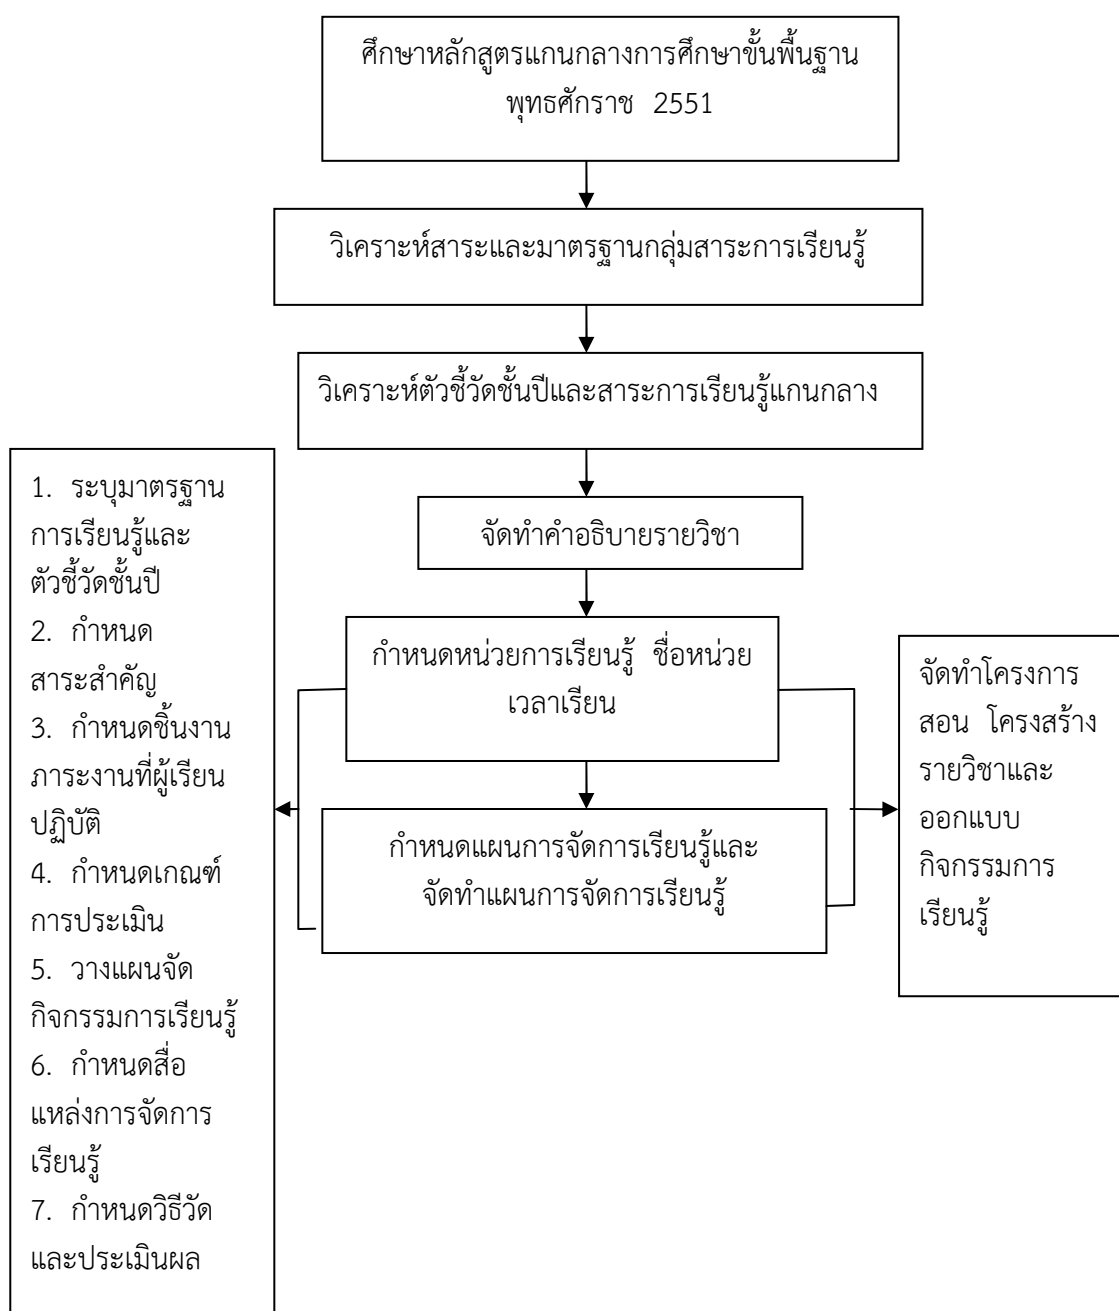 ศึกษาหลักสูตรแกนกลางการศึกษาขั้นพื้นฐาน
พุทธศักราช 2551
วิเคราะห์สาระและมาตรฐานกลุ่มสาระการเรียนรู้
วิเคราะห์ตัวชี้วัดชั้นปีและสาระการเรียนรู้แกนกลาง
จัดทำคำอธิบายรายวิชา
กำหนดหน่วยการเรียนรู้ ชื่อหน่วย
เวลาเรียน
กำหนดแผนการจัดการเรียนรู้และ
จัดทำแผนการจัดการเรียนรู้
1. ระบุมาตรฐาน
การเรียนรู้และ
ตัวชี้วัดชั้นปี
2. กำหนด
สาระสำคัญ
3. กำหนดชิ้นงาน
ภาระงานที่ผู้เรียน
ปฏิบัติ
4. กำหนดเกณฑ์
การประเมิน
5. วางแผนจัด
กิจกรรมการเรียนรู้
6. กำหนดสื่อ
แหล่งการจัดการ
เรียนรู้
7. กำหนดวิธีวัด
และประเมินผล
จัดทำโครงการ
สอน โครงสร้าง
รายวิชาและ
ออกแบบ
กิจกรรมการ
เรียนรู้